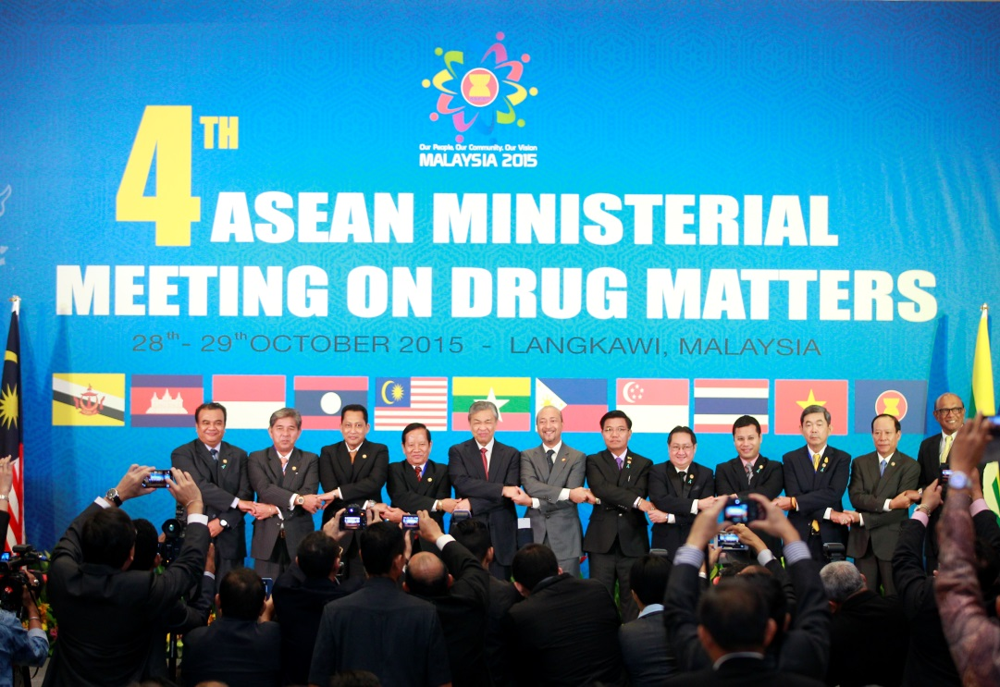 Our People, Our Community, Our Vision
MALAYSIA 2015
4TH ASEAN MINISTERIAL
MEETING ON DRUG MATTERS
28th - 29th OCTOBER 2015 - LANGKAWI, MALAYSIA